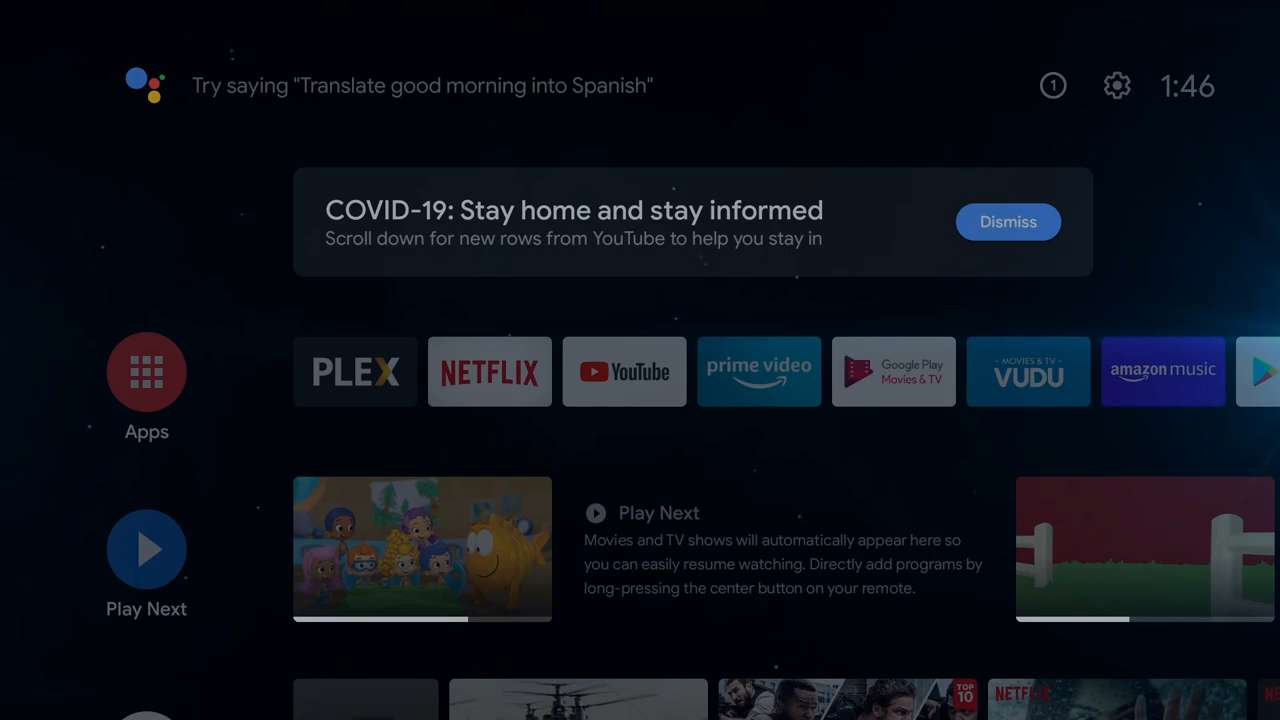 Try saying "Translate good morning into Spanish"
1
1:46
COVID-19: Stay home and stay informed
Scroll down for new rows from YouTube to help you stay in
Dismiss
Apps
PLEX
NETFLIX
YouTube
prime video
Google Play
Movies & TV
- MOVIES & TV -
VUDU
amazon music
Play Next
Play Next
Movies and TV shows will automatically appear here so
you can easily resume watching. Directly add programs by
long-pressing the center button on your remote.
TOP
10
NETFLIX